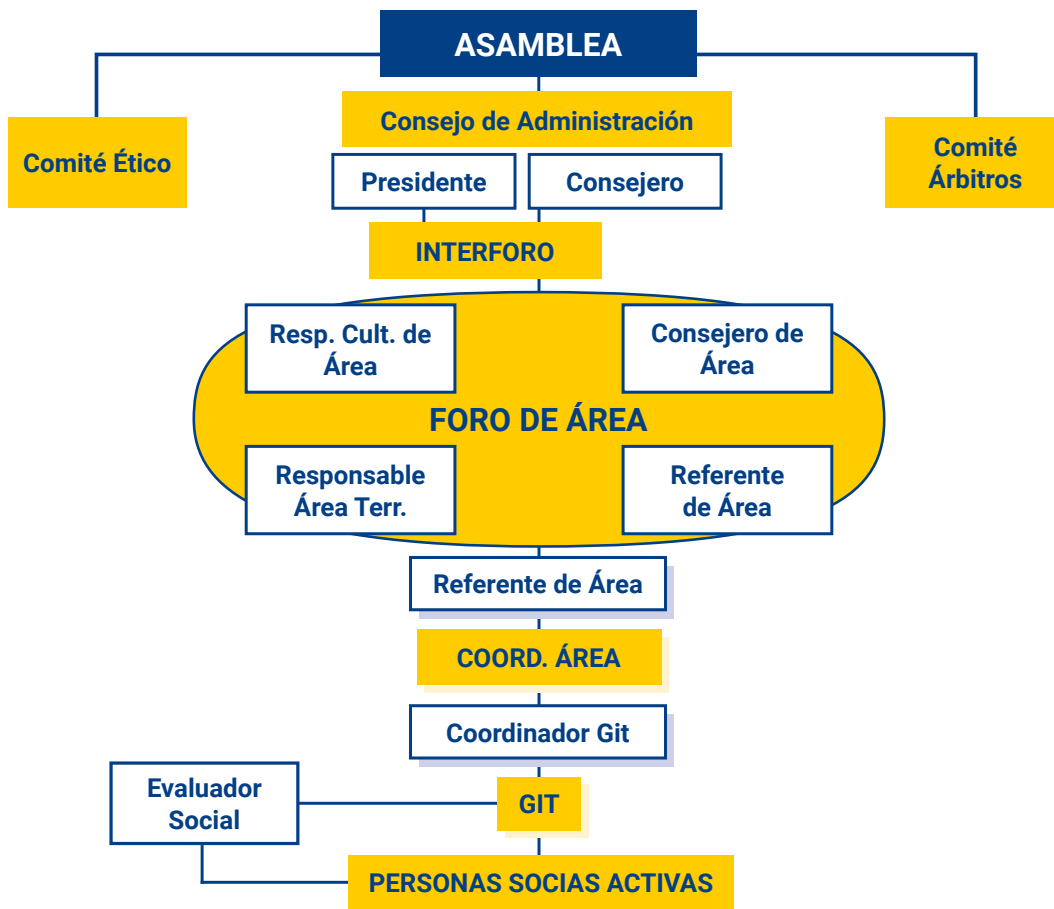 ASAMBLEA
Consejo de Administración
Comité Ético
Comité
Árbitros
Presidente
Consejero
INTERFORO
Resp. Cult. de
Área
Consejero de
Área
FORO DE ÁREA
Responsable
Área Terr.
Referente
de Área
Referente de Área
COORD. ÁREA
Coordinador Git
Evaluador
Social
GIT
PERSONAS SOCIAS ACTIVAS